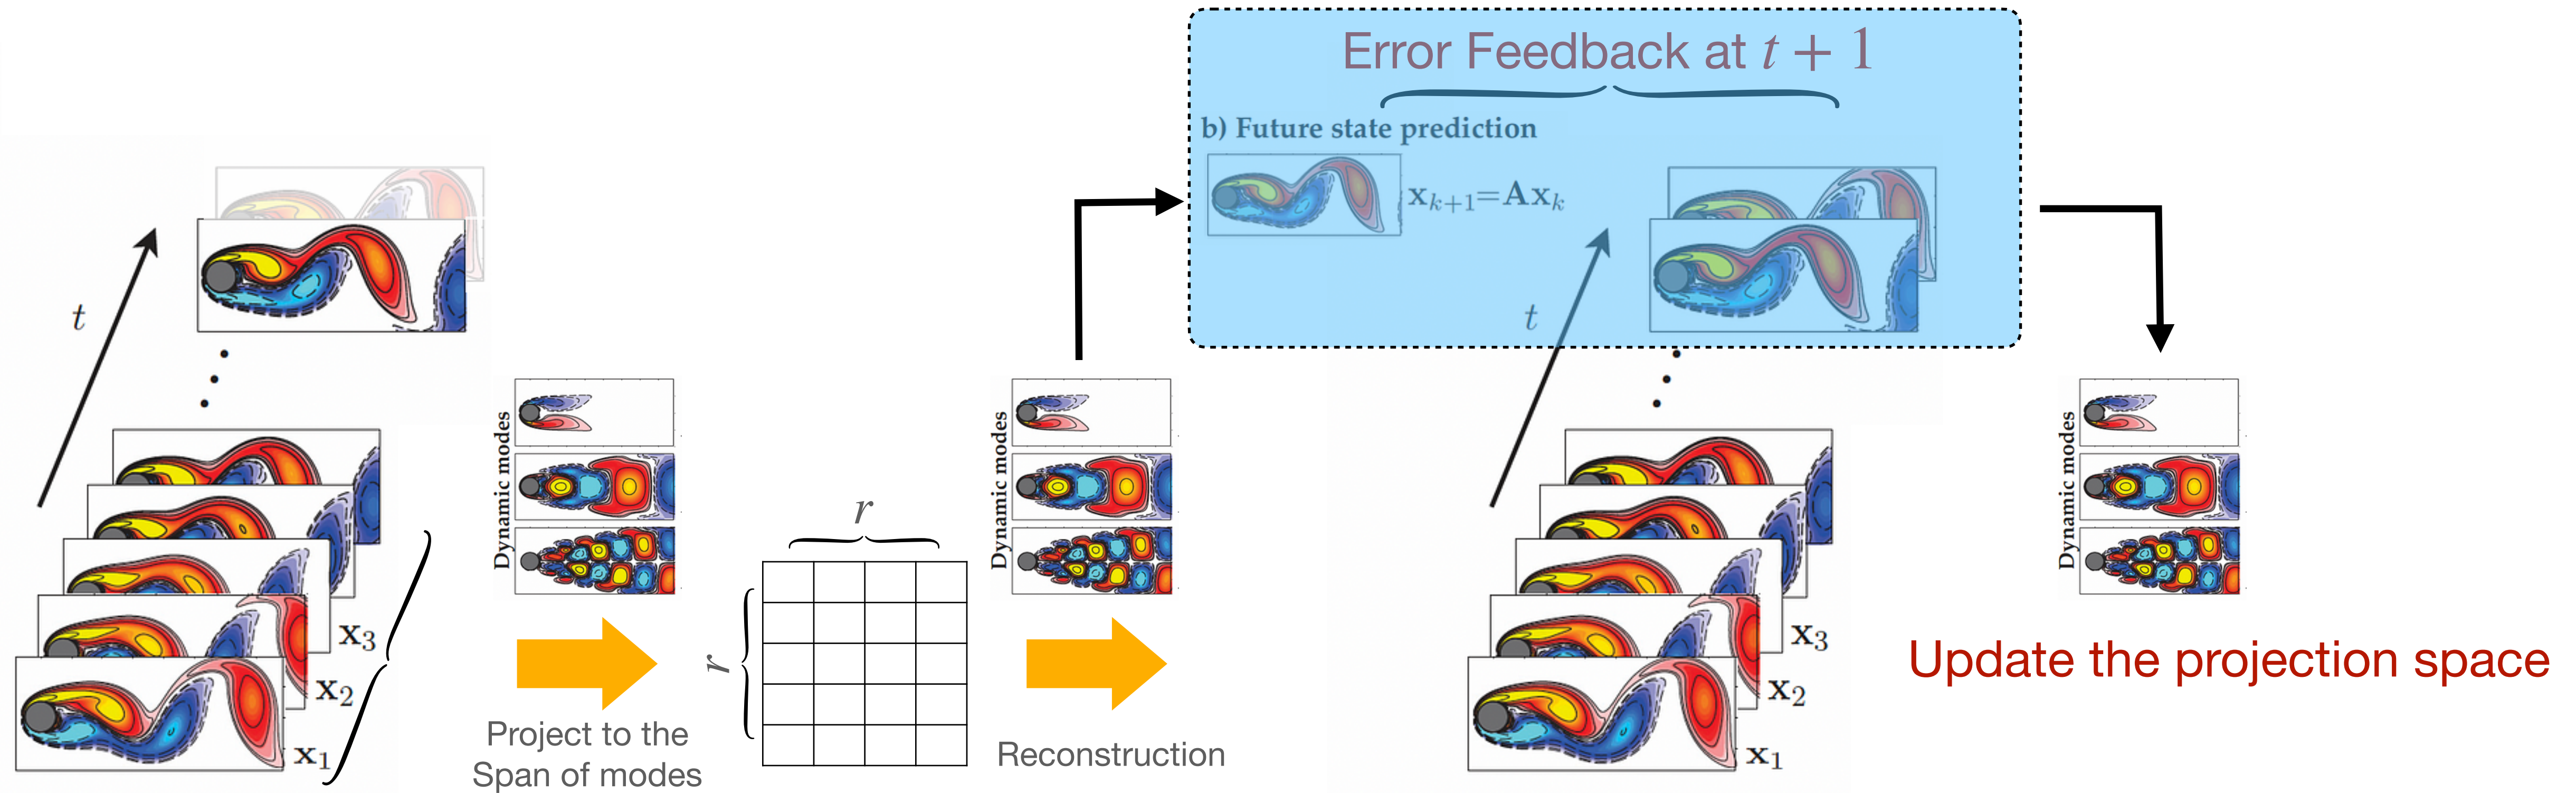 Error Feedback at t + 1
b) Future state prediction
x_{k+1}=Ax_k
t
t
Dynamic modes
Dynamic modes
Dynamic modes
r
r
x_3
x_2
x_1
Project to the
Span of modes
Reconstruction
x_3
x_2
x_1
Update the projection space